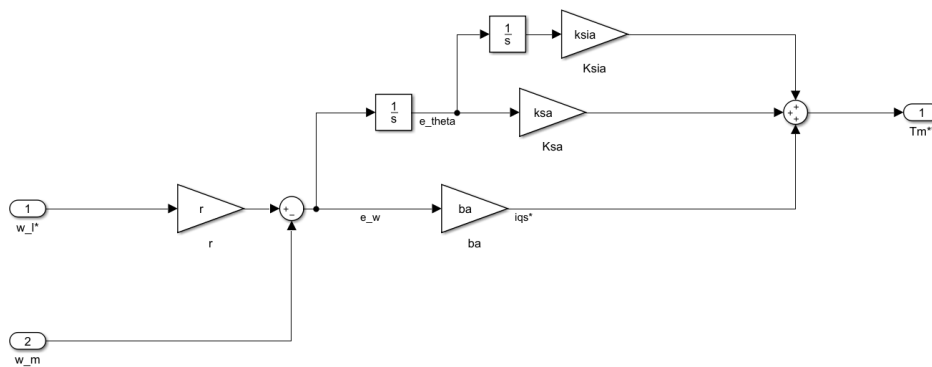 1
s
ksia
Ksia
1
s
e_theta
ksa
Ksa
+
+
+
1
Tm*
1
w_l*
r
r
+
−
e_w
ba
ba
iqs*
2
w_m